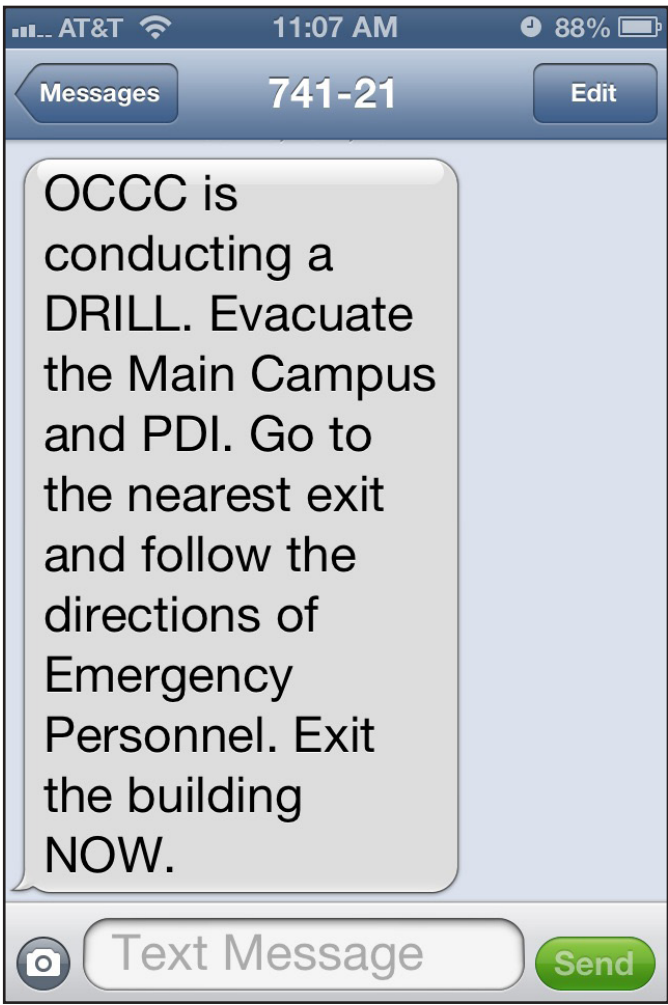 AT&T 11:07 AM 88%
Messages 741-21 Edit
OCCC is
conducting a
DRILL. Evacuate
the Main Campus
and PDI. Go to
the nearest exit
and follow the
directions of
Emergency
Personnel. Exit
the building
NOW.
Text Message Send